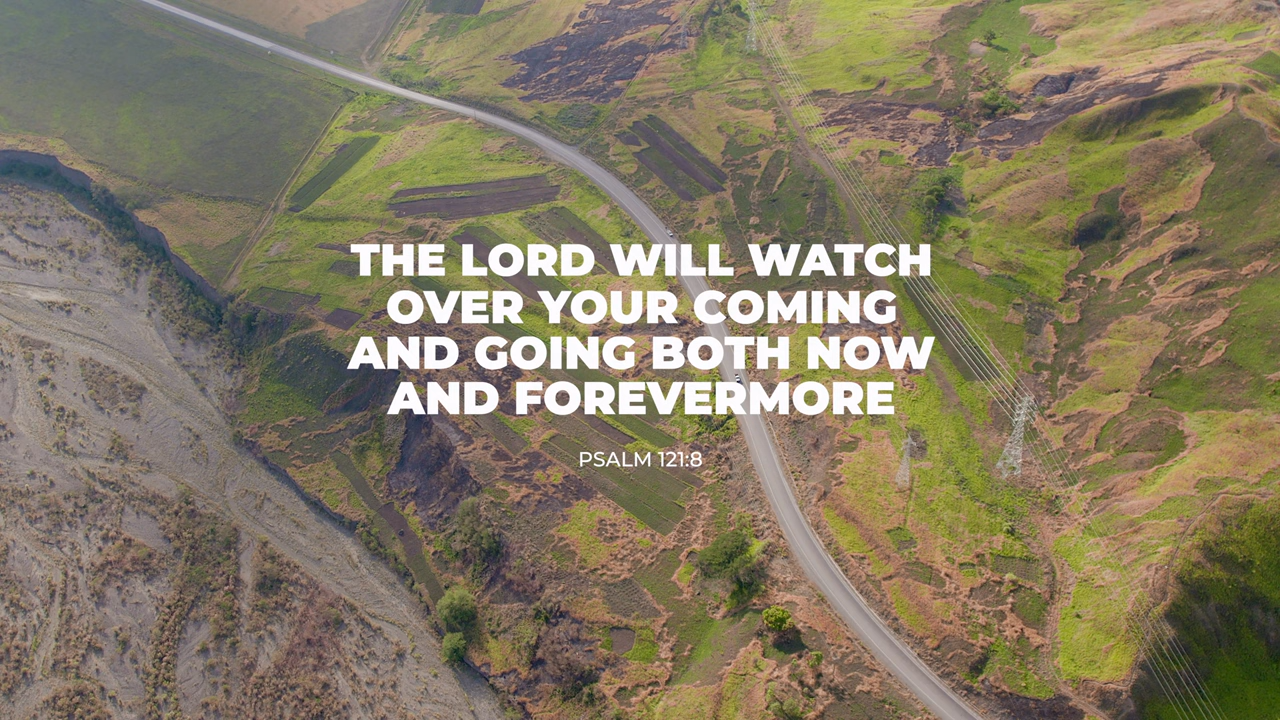 THE LORD WILL WATCH
OVER YOUR COMING
AND GOING BOTH NOW
AND FOREVERMORE
PSALM 121:8